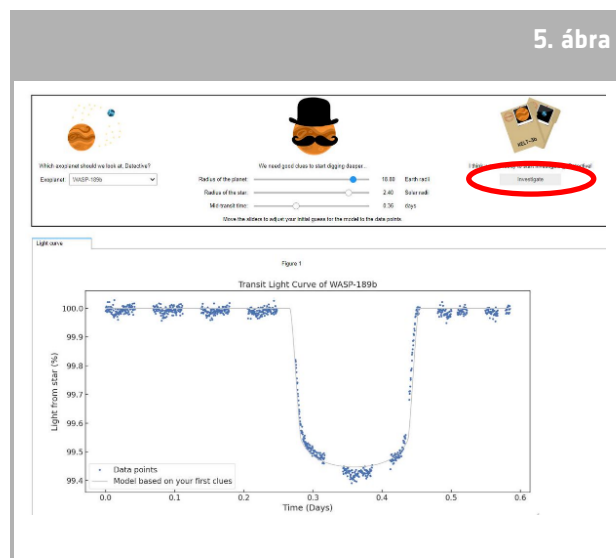 5. ábra
KELT-3b
Which exoplanet should we look at, Detective?
We need good clues to start digging deeper...
Exoplanet: WASP-189b
Radius of the planet: Earth radii
Radius of the star: 2.40 Solar radii
Mid-transit time: 0.36 days
Investigate
Move the sliders to adjust your initial guess for the model to the data points.
Light curve
Figure 1
Transit Light Curve of WASP-189b
Light from star (%)
100.0
99.9
99.8
99.7
99.6
99.5
99.4
Data points
Model based on your first clues
0.0 0.1 0.2 0.3 0.4 0.5 0.6
Time (Days)